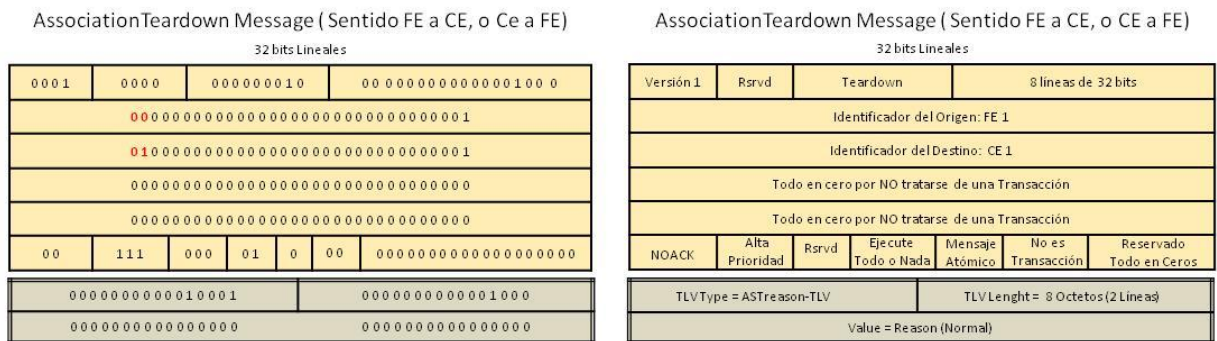 AssociationTeardown Message ( Sentido FE a CE, o Ce a FE)
32 bits Lineales
0001 0000 000000010 00 0000000000000100 0
00000000000000000000000000000001
01000000000000000000000000000001
00000000000000000000000000000000
00000000000000000000000000000000
00 111 000 01 0 00 000000000000000000
0000000000010001 0000000000001000
0000000000000000 0000000000000000
AssociationTeardown Message ( Sentido FE a CE, o CE a FE)
32 bits Lineales
Versión 1 Rsrvd Teardown 8 líneas de 32 bits
Identificador del Origen: FE 1
Identificador del Destino: CE 1
Todo en cero por NO tratarse de una Transacción
Todo en cero por NO tratarse de una Transacción
NOACK Alta Prioridad Rsrvd Ejecute Todo o Nada Mensaje Atómico No es Transacción Reservado Todo en Ceros
TLV Type = ASTreason-TLV TLV Lenght = 8 Octetos (2 Líneas)
Value = Reason (Normal)